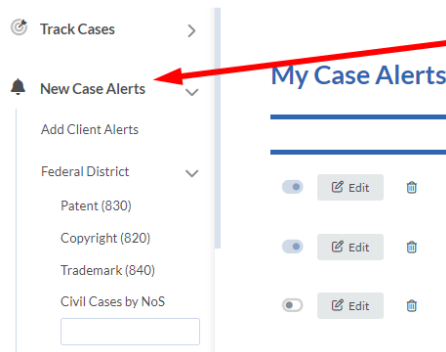 Track Cases
New Case Alerts
Add Client Alerts
Federal District
Patent (830)
Copyright (820)
Trademark (840)
Civil Cases by NoS
My Case Alerts
Edit
Edit
Edit